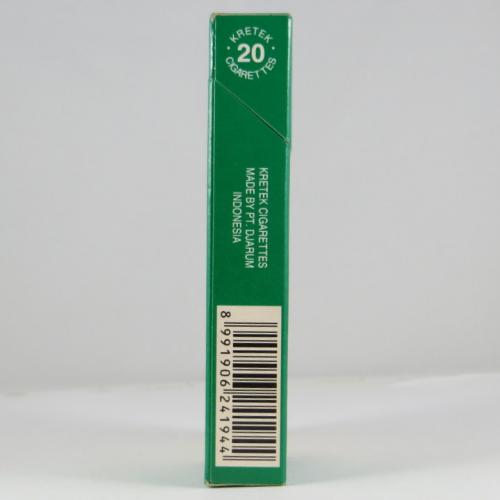 KRETEK
20
CIGARETTES
KRETEK CIGARETTES
MADE BY PT. DJARUM
INDONESIA
8 991906 241944